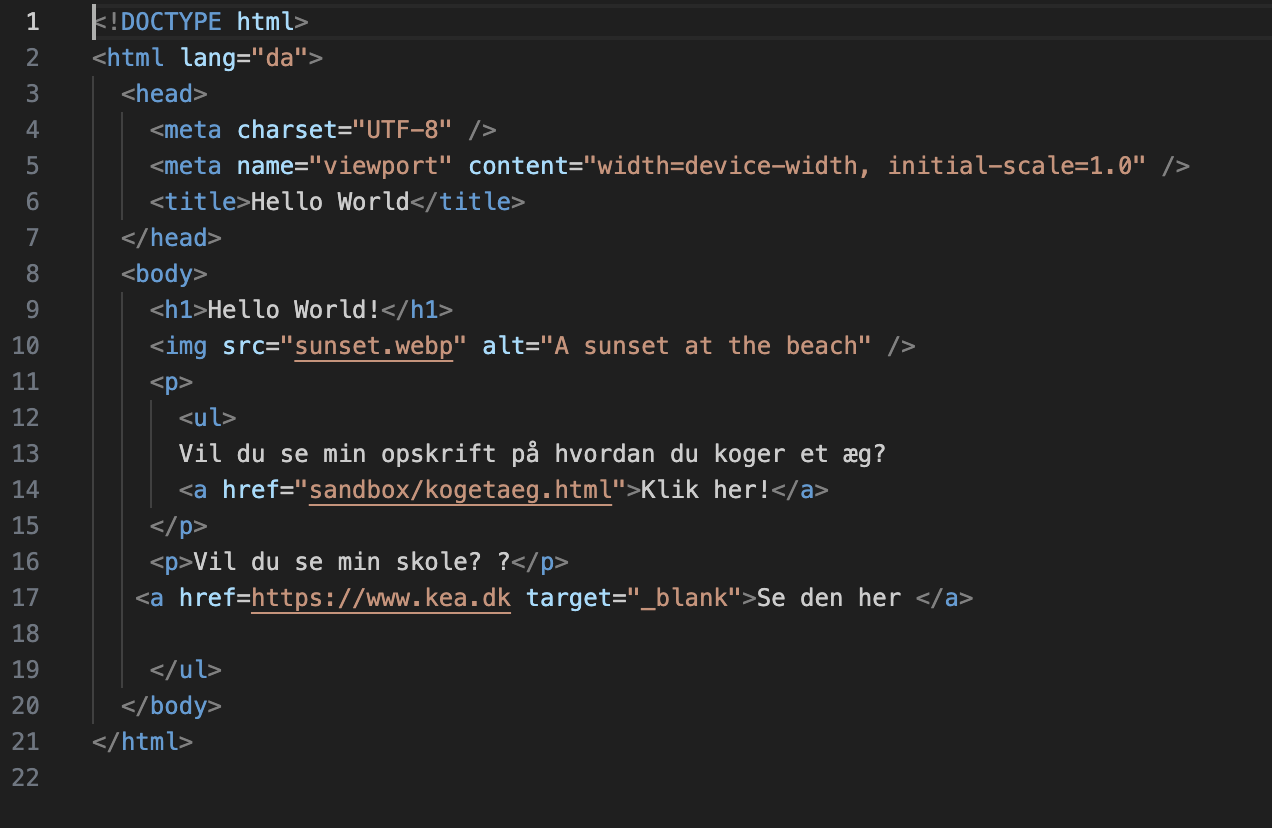 1 <!DOCTYPE html>
2 <html lang="da">
3 <head>
4 <meta charset="UTF-8" />
5 <meta name="viewport" content="width=device-width, initial-scale=1.0" />
6 <title>Hello World</title>
7 </head>
8 <body>
9 <h1>Hello World!</h1>
10 <img src="sunset.webp" alt="A sunset at the beach" />
11 <p>
12 <ul>
13 Vil du se min opskrift på hvordan du koger et æg?
14 <a href="sandbox/kogetaeg.html">Klik her!</a>
15 </p>
16 <p>Vil du se min skole? ?</p>
17 <a href=https://www.kea.dk target="_blank">Se den her </a>
18
19 </ul>
20 </body>
21 </html>
22